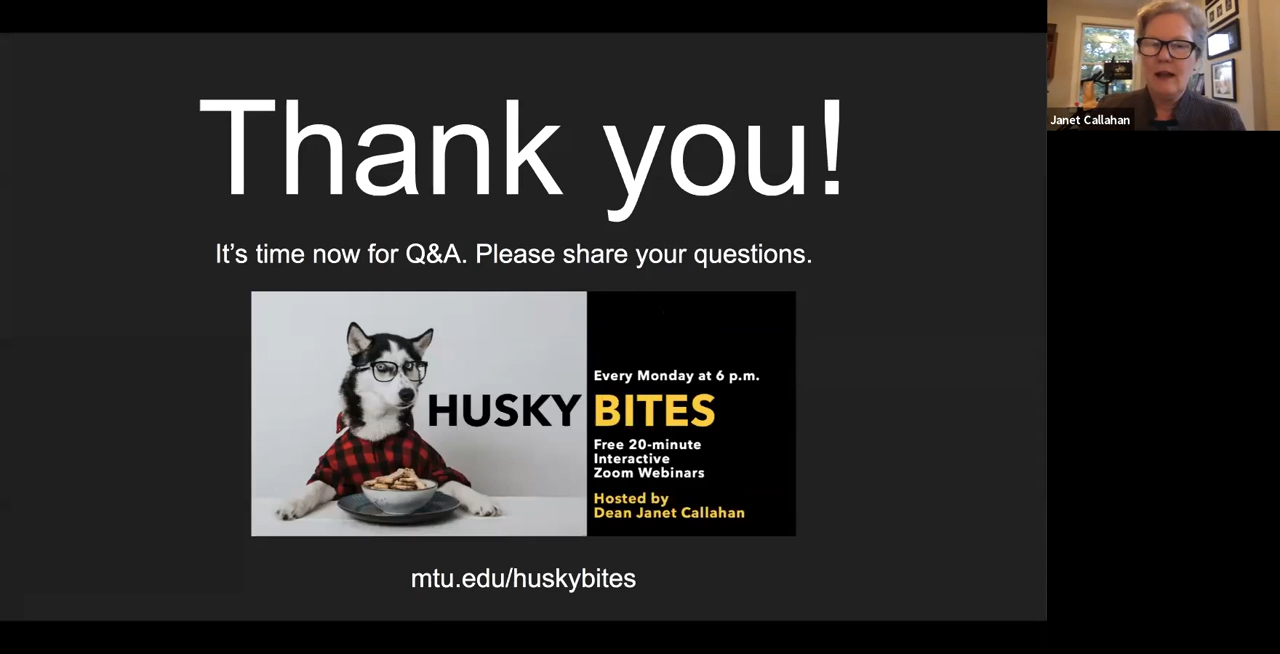 Thank you!
Janet Callahan
It's time now for Q&A. Please share your questions.
Every Monday at 6 p.m.
HUSKY BITES
Free 20-minute
Interactive
Zoom Webinars
Hosted by
Dean Janet Callahan
mtu.edu/huskybites